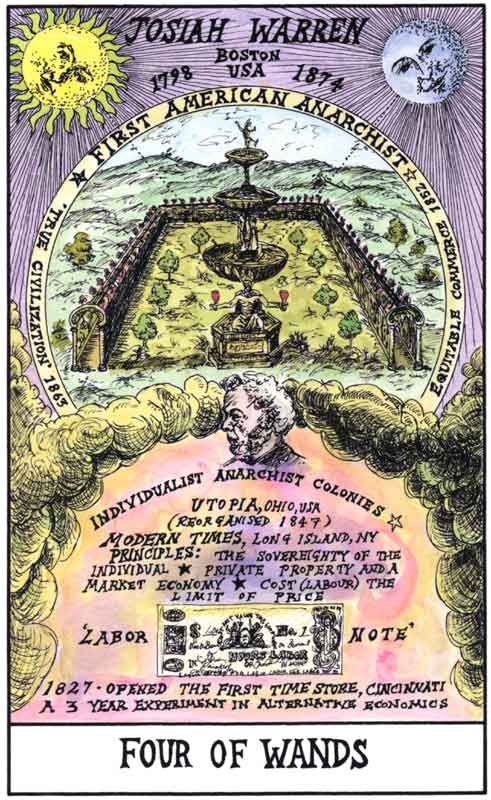 JOSIAH WARREN
BOSTON
USA
1798 1874
TRUE CIVILIZATION 1863 ☆ FIRST AMERICAN ANARCHIST ☆ EQUITABLE COMMERCE 1852
INDIVIDUALIST ANARCHIST COLONIES ☆
UTOPIA, OHIO, USA
(REORGANISED 1847)
MODERN TIMES, LONG ISLAND, NY
PRINCIPLES: THE SOVEREIGNTY OF THE
INDIVIDUAL ★ PRIVATE PROPERTY AND A
MARKET ECONOMY ★ COST (LABOUR) THE
LIMIT OF PRICE
'LABOR NOTE'
No. 1
HOURS LABOR
1827 • OPENED THE FIRST TIME STORE, CINCINNATI
A 3 YEAR EXPERIMENT IN ALTERNATIVE ECONOMICS
FOUR OF WANDS